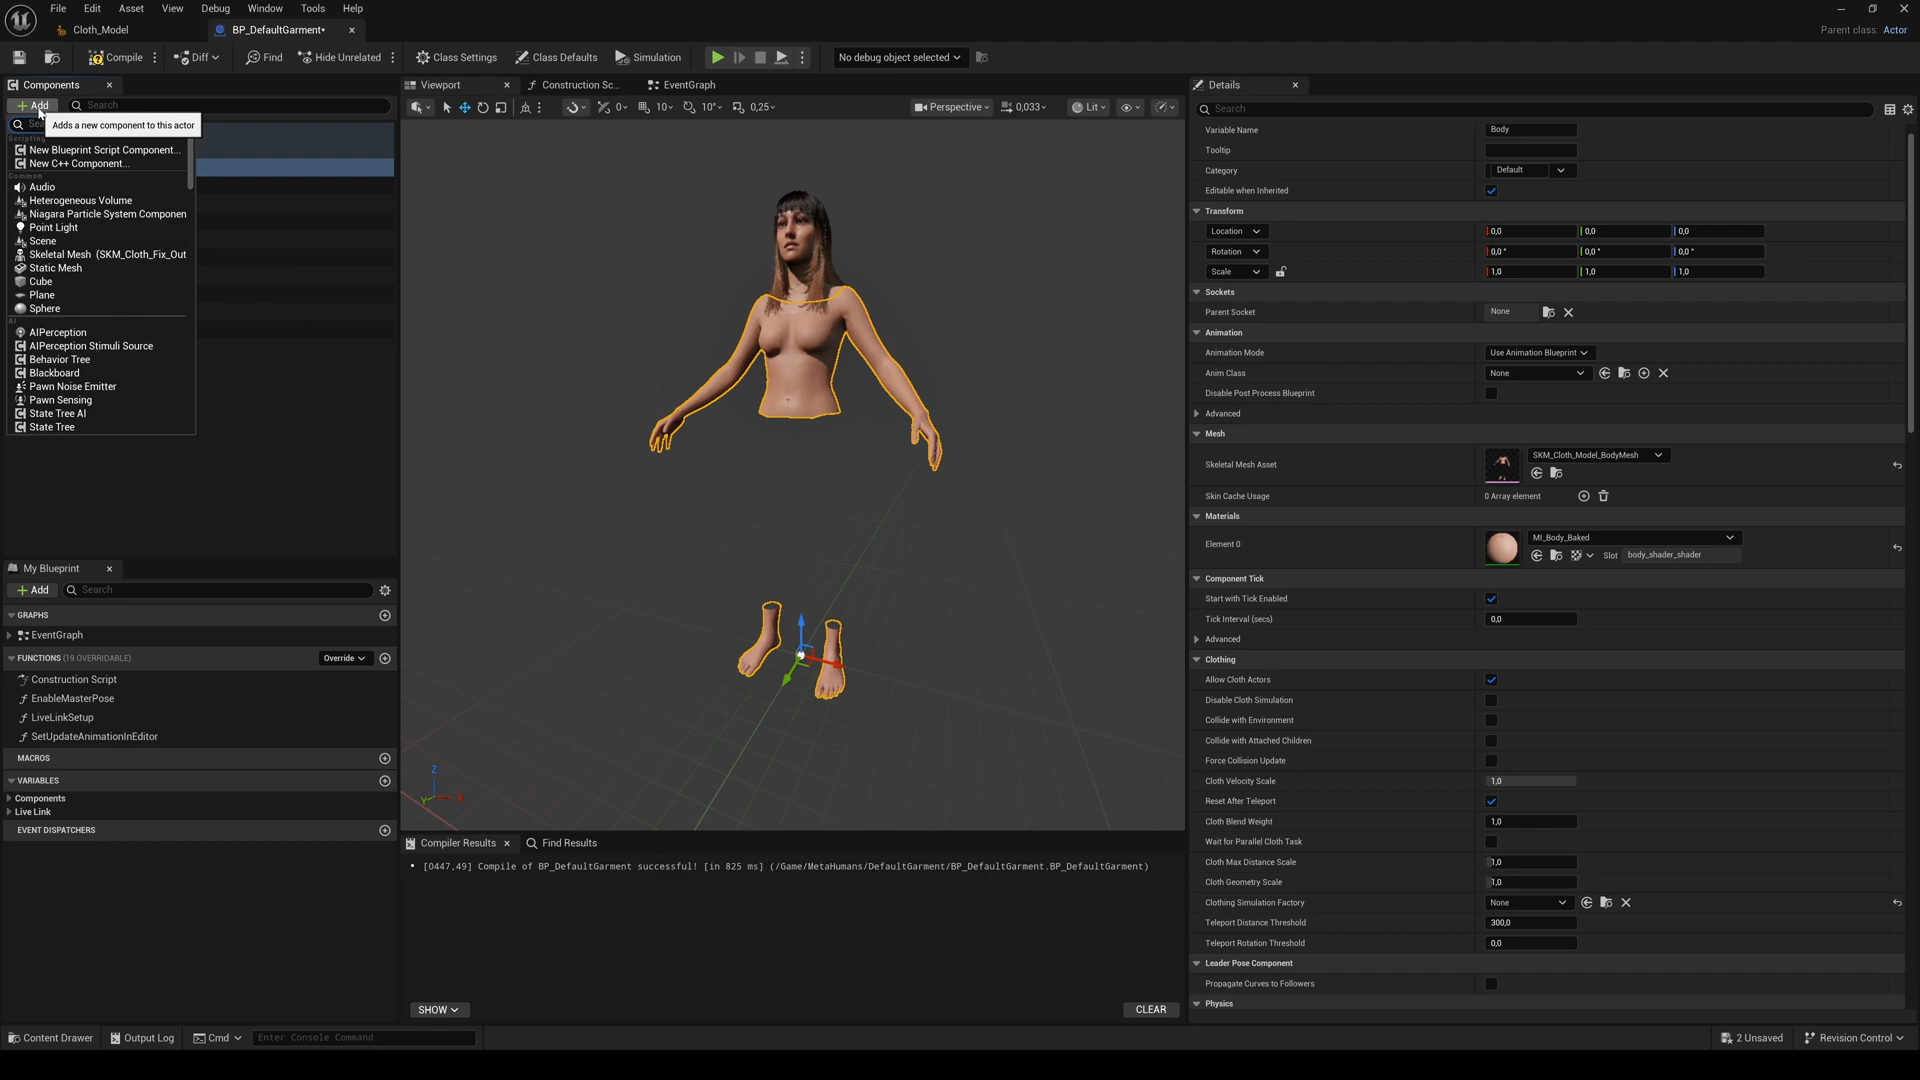 File Edit Asset View Debug Window Tools Help
Cloth_Model
BP_DefaultGarment*
Parent class: Actor
Compile
Diff
Find
Hide Unrelated
Class Settings
Class Defaults
Simulation
No debug object selected
Components
Add
Search
Adds a new component to this actor
Scripting
New Blueprint Script Component...
New C++ Component...
Common
Audio
Heterogeneous Volume
Niagara Particle System Componen
Point Light
Scene
Skeletal Mesh (SKM_Cloth_Fix_Out
Static Mesh
Cube
Plane
Sphere
AI
AIPerception
AIPerception Stimuli Source
Behavior Tree
Blackboard
Pawn Noise Emitter
Pawn Sensing
State Tree AI
State Tree
My Blueprint
Add
Search
GRAPHS
EventGraph
FUNCTIONS (19 OVERRIDABLE)
Override
Construction Script
EnableMasterPose
LiveLinkSetup
SetUpdateAnimationInEditor
MACROS
VARIABLES
Components
Live Link
EVENT DISPATCHERS
Viewport
Construction Sc...
EventGraph
0
10
10°
0,25
Perspective
0,033
Lit
Z
Y
X
Compiler Results
Find Results
• [0447,49] Compile of BP_DefaultGarment successful! [in 825 ms] (/Game/MetaHumans/DefaultGarment/BP_DefaultGarment.BP_DefaultGarment)
SHOW
CLEAR
Details
Search
Variable Name Body
Tooltip
Category Default
Editable when Inherited
Transform
Location 0,0 0,0 0,0
Rotation 0,0 ° 0,0 ° 0,0 °
Scale 1,0 1,0 1,0
Sockets
Parent Socket None
Animation
Animation Mode Use Animation Blueprint
Anim Class None
Disable Post Process Blueprint
Advanced
Mesh
Skeletal Mesh Asset SKM_Cloth_Model_BodyMesh
Skin Cache Usage 0 Array element
Materials
Element 0 MI_Body_Baked
Slot body_shader_shader
Component Tick
Start with Tick Enabled
Tick Interval (secs) 0,0
Advanced
Clothing
Allow Cloth Actors
Disable Cloth Simulation
Collide with Environment
Collide with Attached Children
Force Collision Update
Cloth Velocity Scale 1,0
Reset After Teleport
Cloth Blend Weight 1,0
Wait for Parallel Cloth Task
Cloth Max Distance Scale 1,0
Cloth Geometry Scale 1,0
Clothing Simulation Factory None
Teleport Distance Threshold 300,0
Teleport Rotation Threshold 0,0
Leader Pose Component
Propagate Curves to Followers
Physics
Content Drawer
Output Log
Cmd
Enter Console Command
2 Unsaved
Revision Control